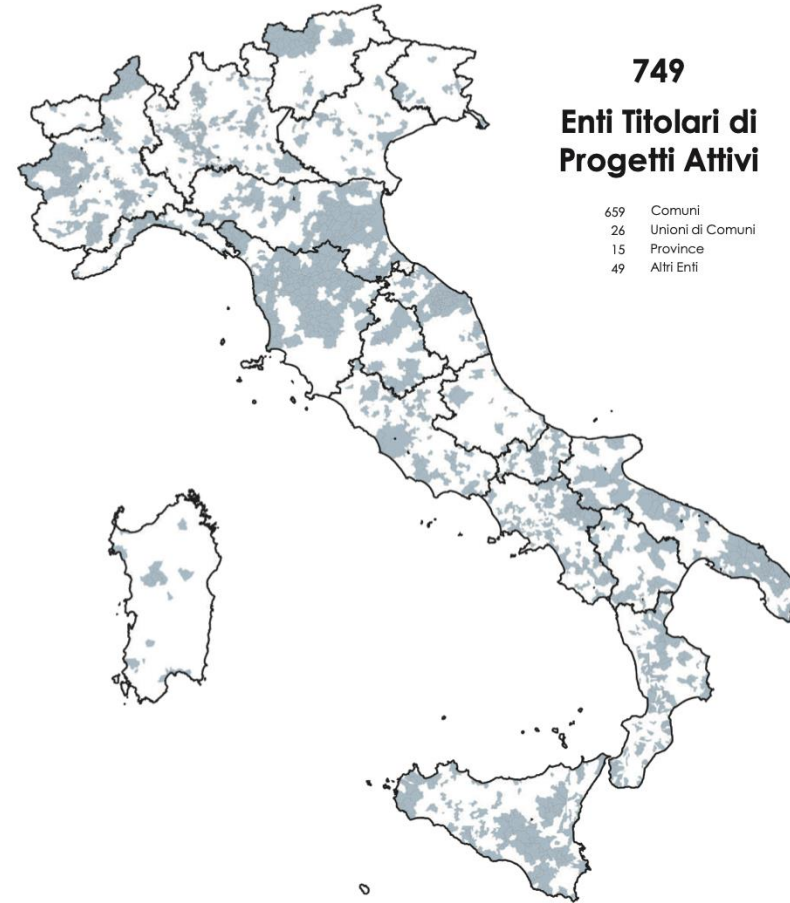 749
Enti Titolari di
Progetti Attivi
659 Comuni
26 Unioni di Comuni
15 Province
49 Altri Enti